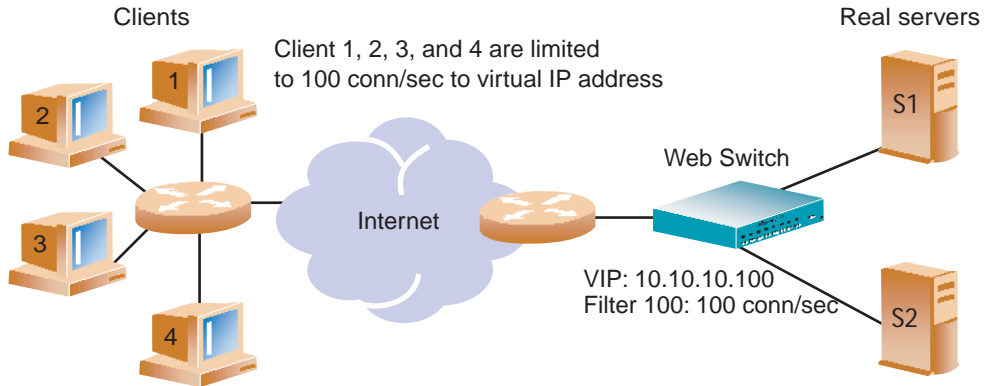 Clients
Real servers
Client 1, 2, 3, and 4 are limited
to 100 conn/sec to virtual IP address
1
2
S1
Web Switch
Internet
3
VIP: 10.10.10.100
Filter 100: 100 conn/sec
4
S2